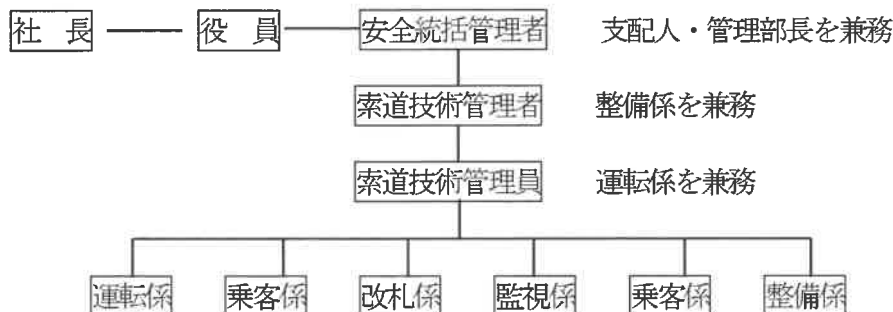 社 長 役 員 安全統括管理者 支配人・管理部長を兼務
索道技術管理者 整備係を兼務
索道技術管理員 運転係を兼務
運転係 乗客係 改札係 監視係 乗客係 整備係